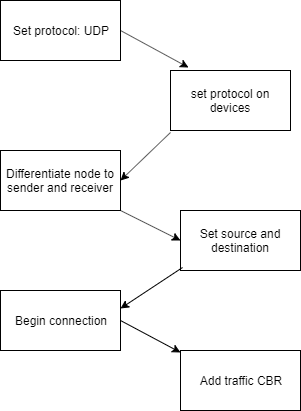 Set protocol: UDP
set protocol on
devices
Differentiate node to
sender and receiver
Set source and
destination
Begin connection
Add traffic CBR